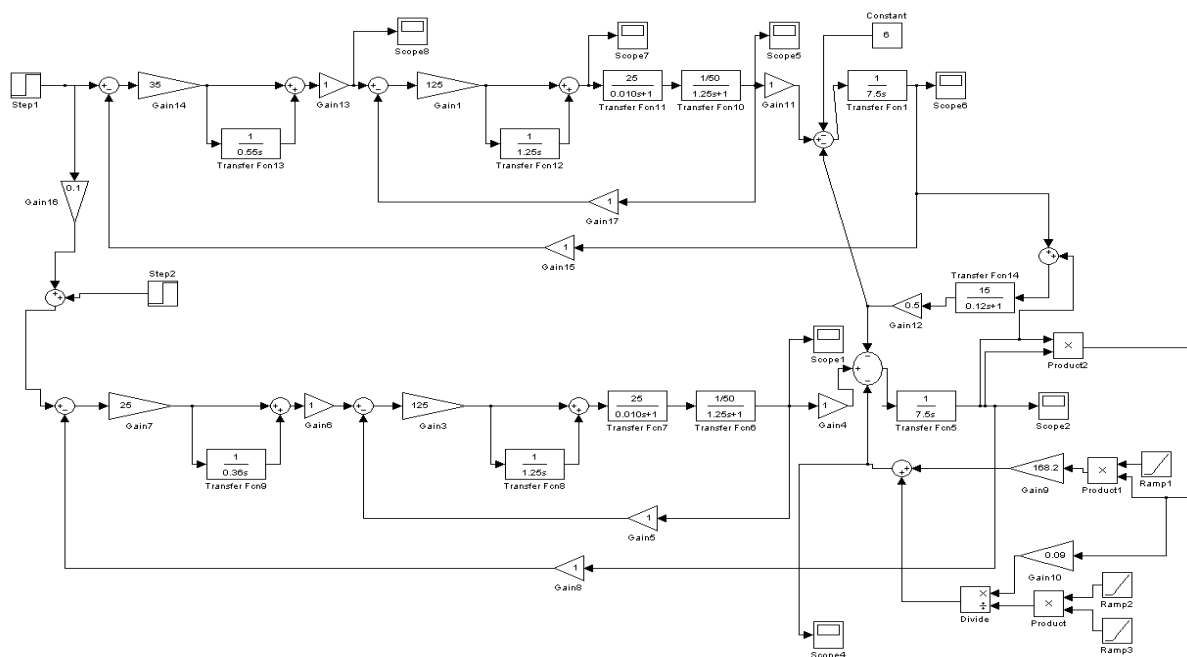 Constant
6
Scope8
Scope7
Scope5
Step1
35
Gain14
1
Gain13
125
Gain1
25
0.010s+1
Transfer Fcn11
1/50
1.25s+1
Transfer Fcn10
1
Gain11
1
7.5s
Transfer Fcn1
Scope6
1
0.55s
Transfer Fcn13
1
1.25s
Transfer Fcn12
0.1
Gain16
1
Gain17
1
Gain15
Step2
Transfer Fcn14
15
0.12s+1
0.5
Gain12
Scope1
Product2
25
Gain7
1
Gain6
125
Gain3
25
0.010s+1
Transfer Fcn7
1/50
1.25s+1
Transfer Fcn6
1
Gain4
1
7.5s
Transfer Fcn5
Scope2
1
0.36s
Transfer Fcn9
1
1.25s
Transfer Fcn8
168.2
Gain9
Product1
Ramp1
1
Gain5
0.09
Gain10
1
Gain8
Divide
Product
Ramp2
Ramp3
Scope4